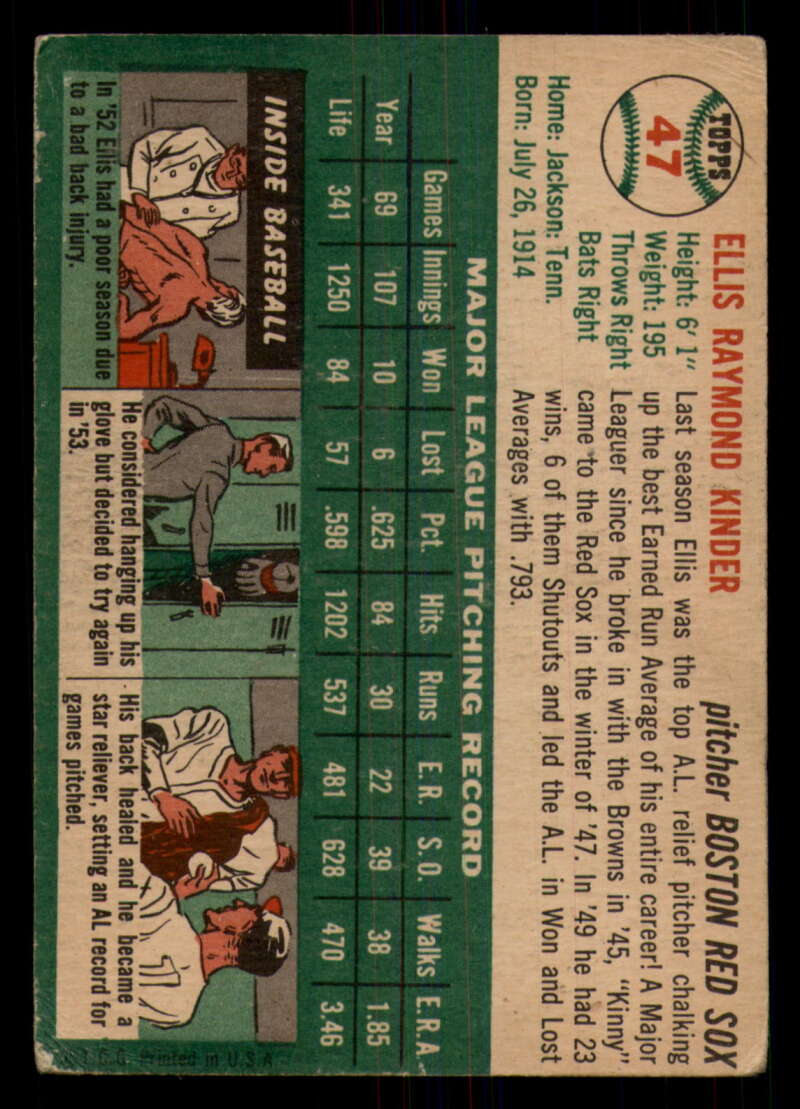 TOPPS
47
ELLIS RAYMOND KINDER
pitcher BOSTON RED SOX
Height: 6' 1"
Weight: 195
Throws Right
Bats Right
Home: Jackson: Tenn.
Born: July 26, 1914
Last season Ellis was the top A.L. relief pitcher chalking
up the best Earned Run Average of his entire career! A Major
Leaguer since he broke in with the Browns in '45, "Kinny"
came to the Red Sox in the winter of '47. In '49 he had 23
wins, 6 of them Shutouts and led the A.L. in Won and Lost
Averages with .793.
MAJOR LEAGUE PITCHING RECORD
Games Innings Won Lost Pct. Hits Runs E.R. S.O. Walks E.R.A.
Year 69 107 10 6 .625 84 30 22 39 38 1.85
Life 341 1250 84 57 .598 1202 537 481 628 470 3.46
INSIDE BASEBALL
In '52 Ellis had a poor season due
to a bad back injury.
He considered hanging up his
glove but decided to try again
in '53.
His back healed and he became a
star reliever, setting an AL record for
games pitched.
T.C.G. Printed in U.S.A.